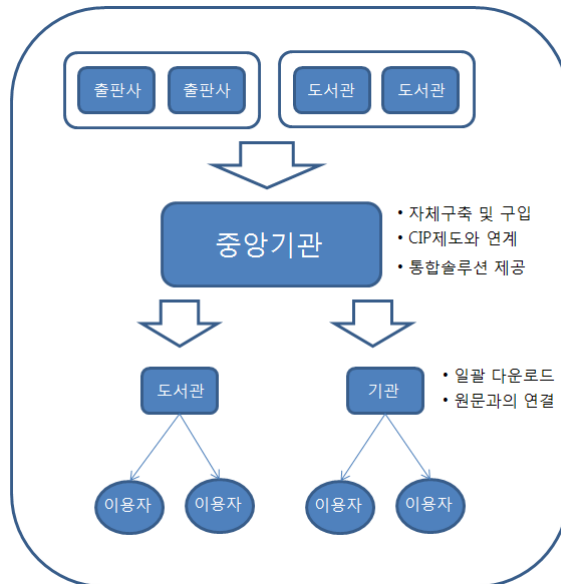 출판사 출판사 도서관 도서관
중앙기관
• 자체구축 및 구입
• CIP제도와 연계
• 통합솔루션 제공
도서관 기관
• 일괄 다운로드
• 원문과의 연결
이용자 이용자 이용자 이용자